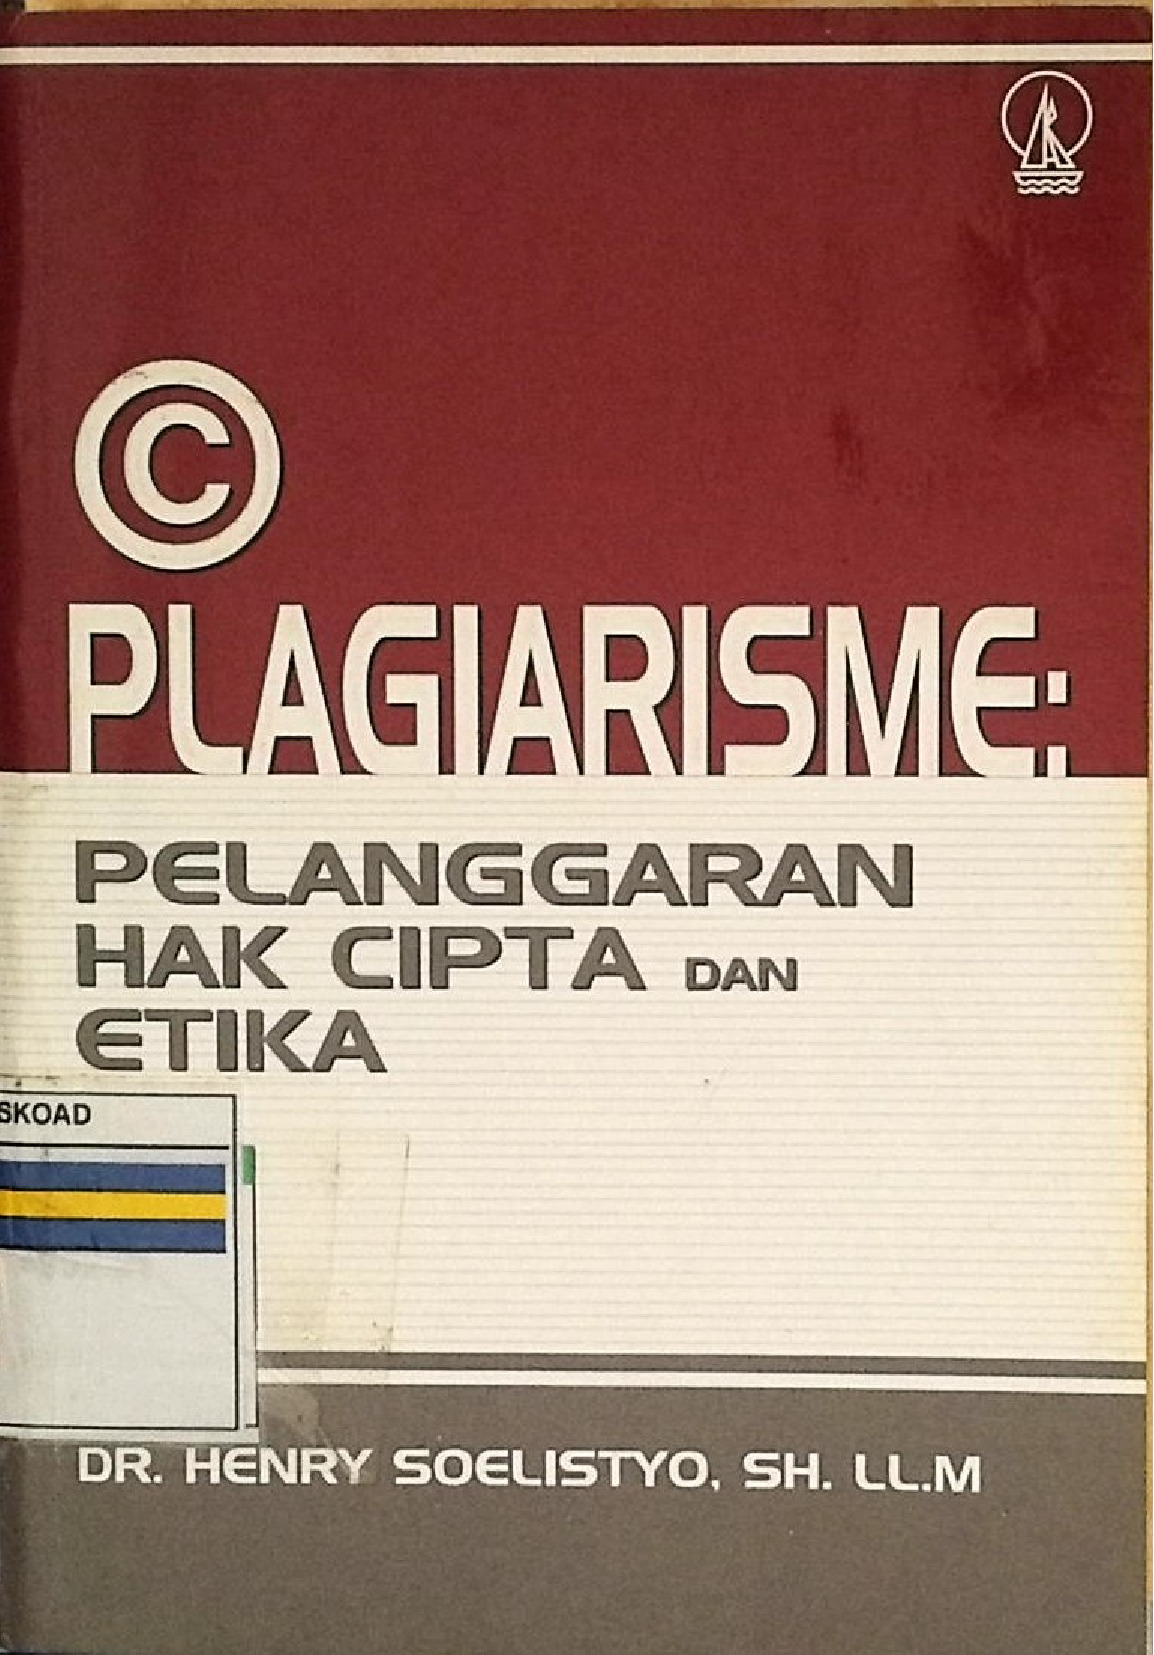 ©
PLAGIARISME:
PELANGGARAN
HAK CIPTA DAN
ETIKA
SKOAD
DR. HENRY SOELISTYO, SH. LL.M